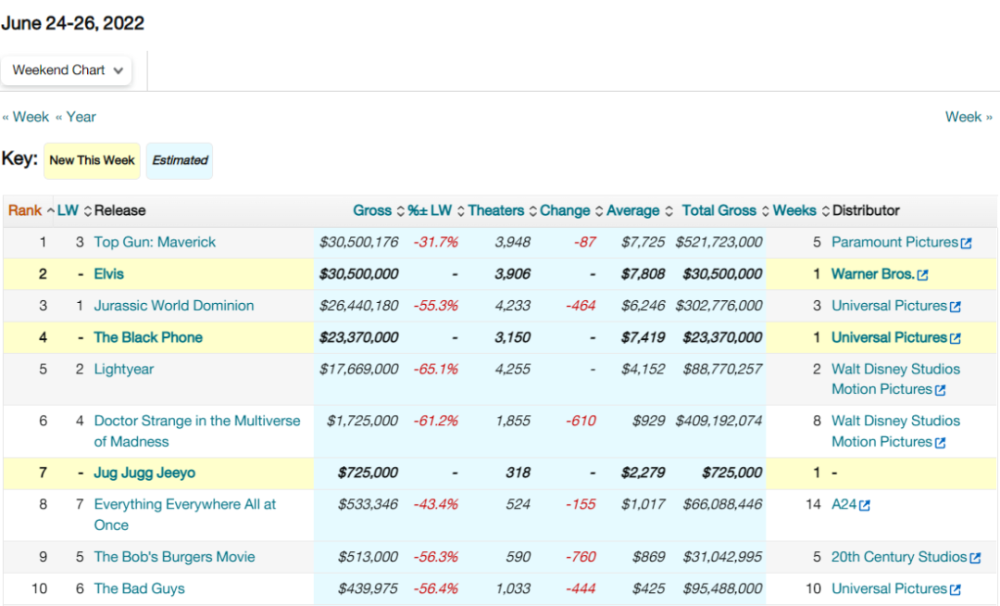 June 24-26, 2022
Weekend Chart
« Week « Year Week »
Key: New This Week Estimated
Rank LW Release Gross %± LW Theaters Change Average Total Gross Weeks Distributor
1 3 Top Gun: Maverick $30,500,176 -31.7% 3,948 -87 $7,725 $521,723,000 5 Paramount Pictures
2 - Elvis $30,500,000 - 3,906 - $7,808 $30,500,000 1 Warner Bros.
3 1 Jurassic World Dominion $26,440,180 -55.3% 4,233 -464 $6,246 $302,776,000 3 Universal Pictures
4 - The Black Phone $23,370,000 - 3,150 - $7,419 $23,370,000 1 Universal Pictures
5 2 Lightyear $17,669,000 -65.1% 4,255 - $4,152 $88,770,257 2 Walt Disney Studios
Motion Pictures
6 4 Doctor Strange in the Multiverse $1,725,000 -61.2% 1,855 -610 $929 $409,192,074 8 Walt Disney Studios
of Madness Motion Pictures
7 - Jug Jugg Jeeyo $725,000 - 318 - $2,279 $725,000 1 -
8 7 Everything Everywhere All at $533,346 -43.4% 524 -155 $1,017 $66,088,446 14 A24
Once
9 5 The Bob's Burgers Movie $513,000 -56.3% 590 -760 $869 $31,042,995 5 20th Century Studios
10 6 The Bad Guys $439,975 -56.4% 1,033 -444 $425 $95,488,000 10 Universal Pictures